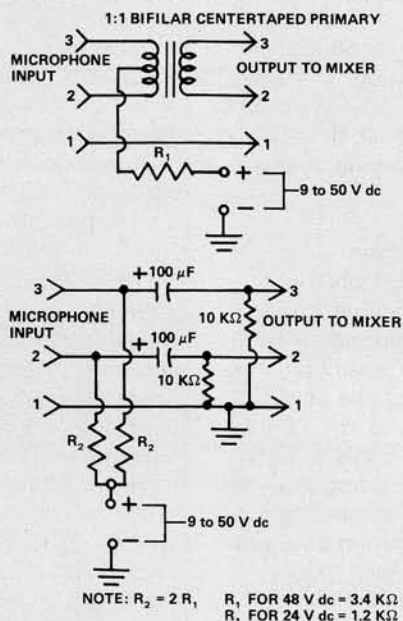 1:1 BIFILAR CENTERTAPED PRIMARY
3
3
MICROPHONE
INPUT
OUTPUT TO MIXER
2
2
1
1
R1
+
−
9 to 50 V dc
+ 100 μF
3
3
10 KΩ
MICROPHONE
INPUT
OUTPUT TO MIXER
+ 100 μF
2
2
10 KΩ
1
1
R2
R2
+
−
9 to 50 V dc
NOTE: R2 = 2 R1
R1 FOR 48 V dc = 3.4 KΩ
R1 FOR 24 V dc = 1.2 KΩ